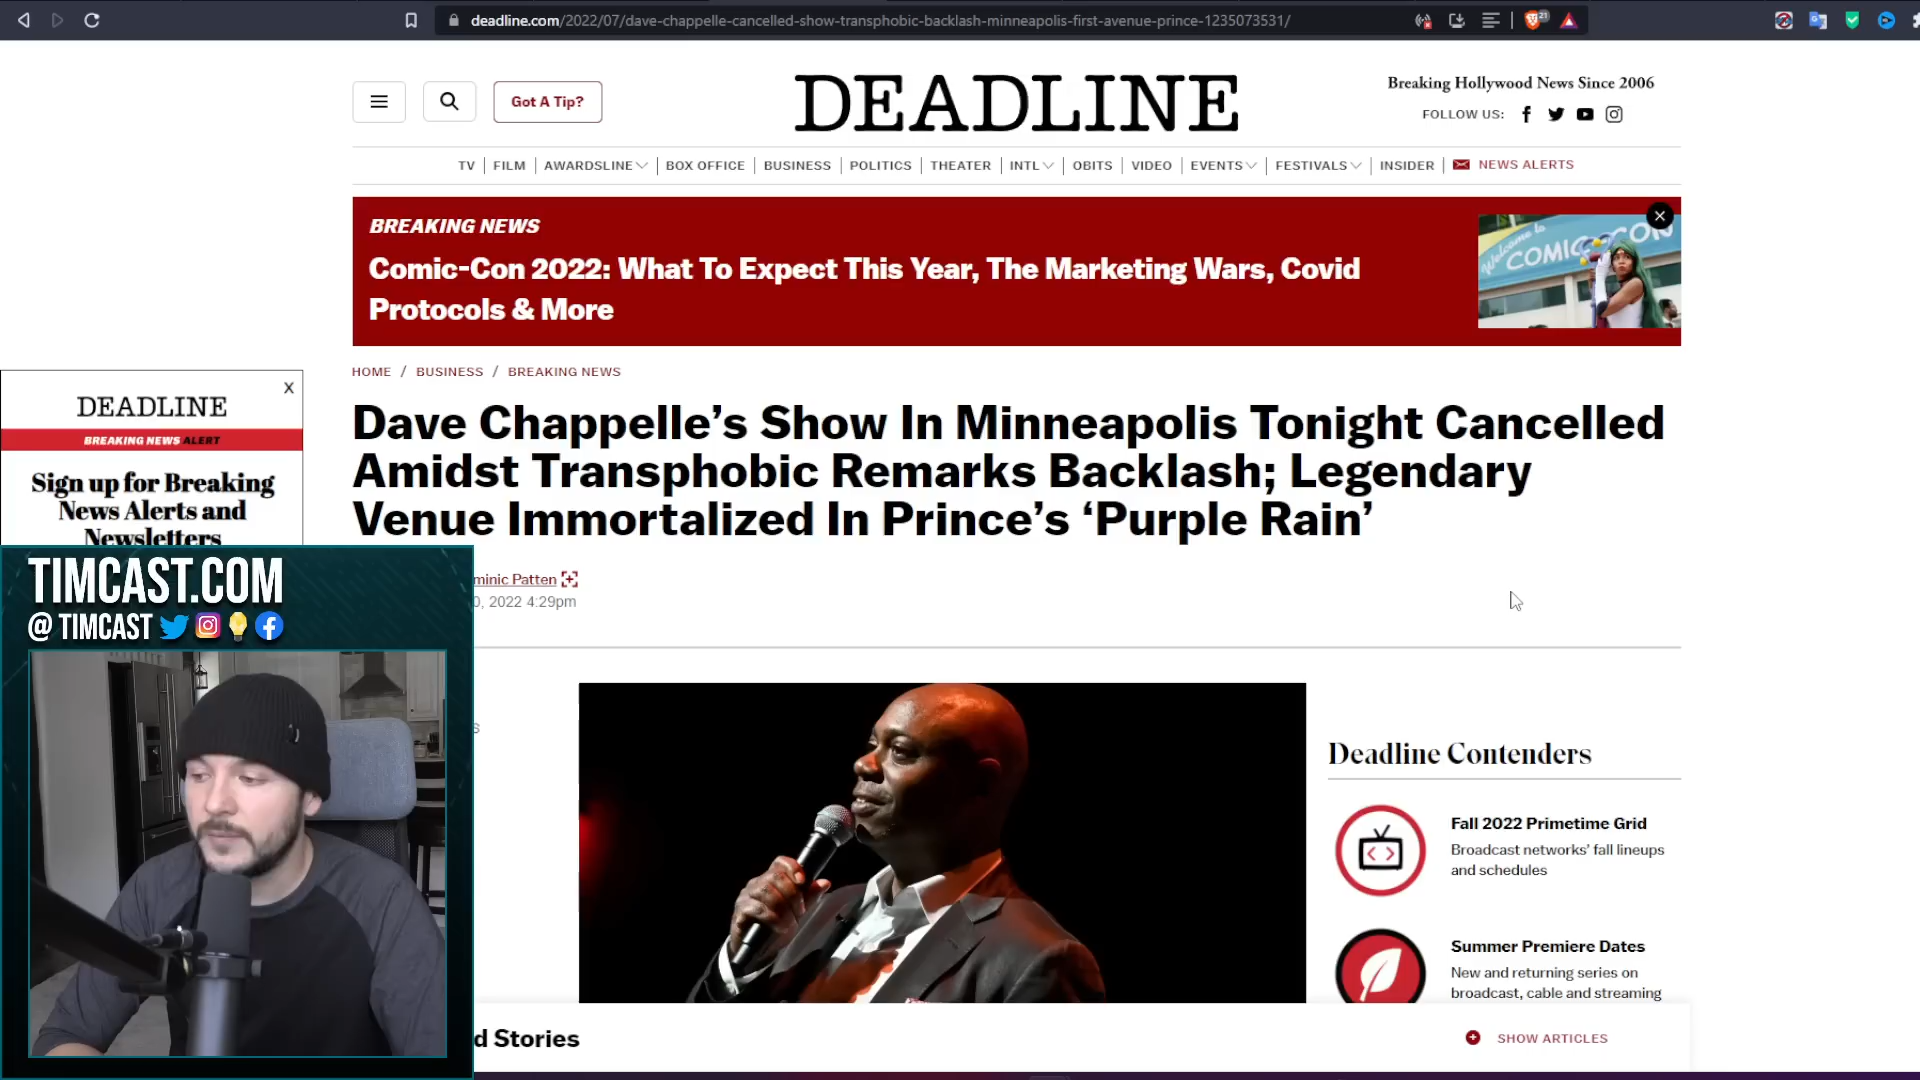 deadline.com/2022/07/dave-chappelle-cancelled-show-transphobic-backlash-minneapolis-first-avenue-prince-1235073531/
21
Got A Tip?
DEADLINE
Breaking Hollywood News Since 2006
FOLLOW US:
TV | FILM | AWARDSLINE | BOX OFFICE | BUSINESS | POLITICS | THEATER | INTL | OBITS | VIDEO | EVENTS | FESTIVALS | INSIDER | NEWS ALERTS
BREAKING NEWS
Comic-Con 2022: What To Expect This Year, The Marketing Wars, Covid
Protocols & More
Welcome to
COMIC CON
HOME / BUSINESS / BREAKING NEWS
Dave Chappelle’s Show In Minneapolis Tonight Cancelled
Amidst Transphobic Remarks Backlash; Legendary
Venue Immortalized In Prince’s ‘Purple Rain’
minic Patten
0, 2022 4:29pm
X
DEADLINE
BREAKING NEWS ALERT
Sign up for Breaking
News Alerts and
Newsletters
TIMCAST.COM
@ TIMCAST
s
Deadline Contenders
Fall 2022 Primetime Grid
Broadcast networks’ fall lineups
and schedules
Summer Premiere Dates
New and returning series on
broadcast, cable and streaming
d Stories
SHOW ARTICLES